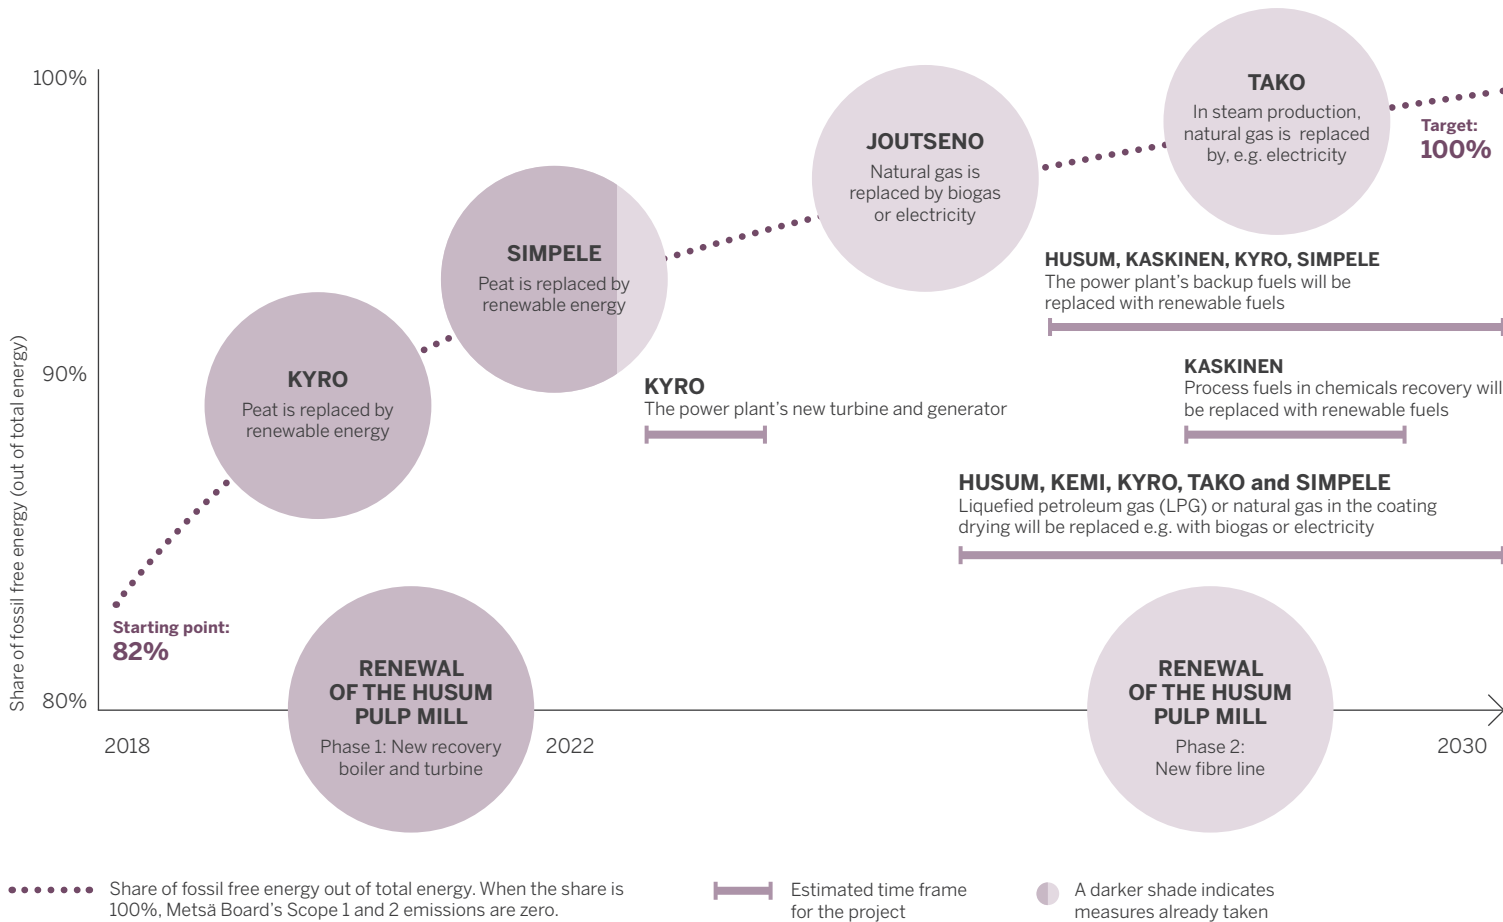 100%
90%
80%
Share of fossil free energy (out of total energy)
Starting point:
82%
KYRO
Peat is replaced by
renewable energy
SIMPELE
Peat is replaced by
renewable energy
JOUTSENO
Natural gas is
replaced by biogas
or electricity
TAKO
In steam production,
natural gas is replaced
by, e.g. electricity
Target:
100%
HUSUM, KASKINEN, KYRO, SIMPELE
The power plant's backup fuels will be
replaced with renewable fuels
KYRO
The power plant's new turbine and generator
KASKINEN
Process fuels in chemicals recovery will
be replaced with renewable fuels
HUSUM, KEMI, KYRO, TAKO and SIMPELE
Liquefied petroleum gas (LPG) or natural gas in the coating
drying will be replaced e.g. with biogas or electricity
RENEWAL
OF THE HUSUM
PULP MILL
Phase 1: New recovery
boiler and turbine
RENEWAL
OF THE HUSUM
PULP MILL
Phase 2:
New fibre line
2018
2022
2030
Share of fossil free energy out of total energy. When the share is
100%, Metsä Board's Scope 1 and 2 emissions are zero.
Estimated time frame
for the project
A darker shade indicates
measures already taken